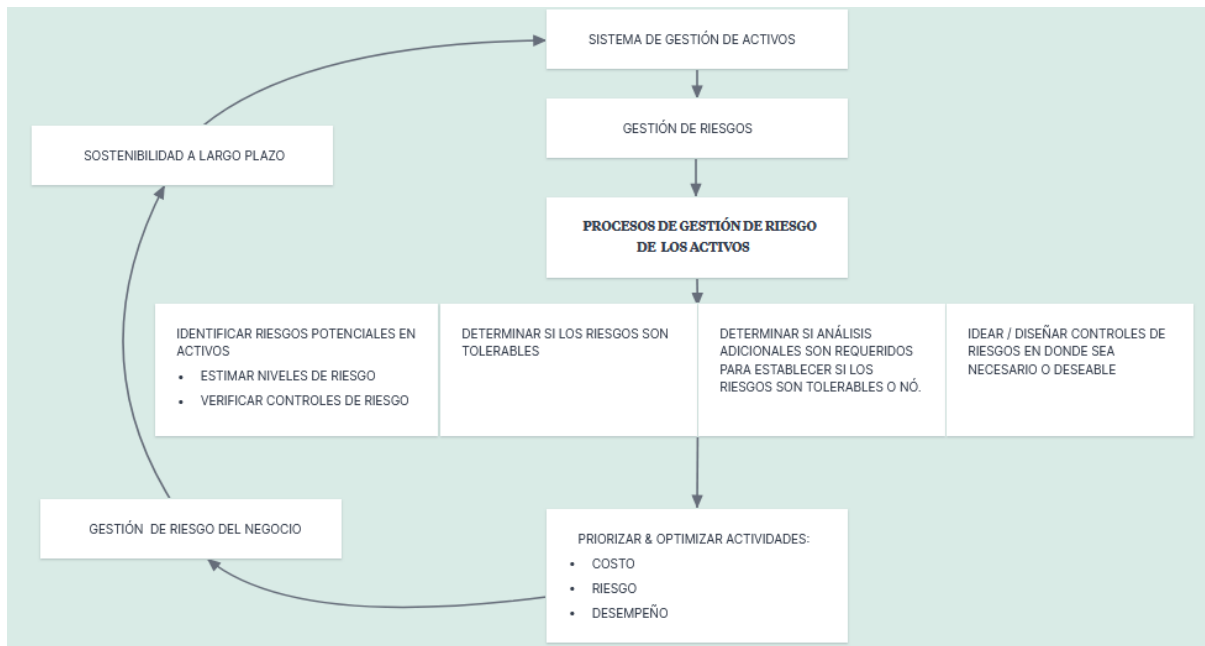 SISTEMA DE GESTIÓN DE ACTIVOS
GESTIÓN DE RIESGOS
SOSTENIBILIDAD A LARGO PLAZO
PROCESOS DE GESTIÓN DE RIESGO
DE LOS ACTIVOS
IDENTIFICAR RIESGOS POTENCIALES EN
ACTIVOS
• ESTIMAR NIVELES DE RIESGO
• VERIFICAR CONTROLES DE RIESGO
DETERMINAR SI LOS RIESGOS SON
TOLERABLES
DETERMINAR SI ANÁLISIS
ADICIONALES SON REQUERIDOS
PARA ESTABLECER SI LOS
RIESGOS SON TOLERABLES O NÓ.
IDEAR / DISEÑAR CONTROLES DE
RIESGOS EN DONDE SEA
NECESARIO O DESEABLE
GESTIÓN DE RIESGO DEL NEGOCIO
PRIORIZAR & OPTIMIZAR ACTIVIDADES:
• COSTO
• RIESGO
• DESEMPEÑO